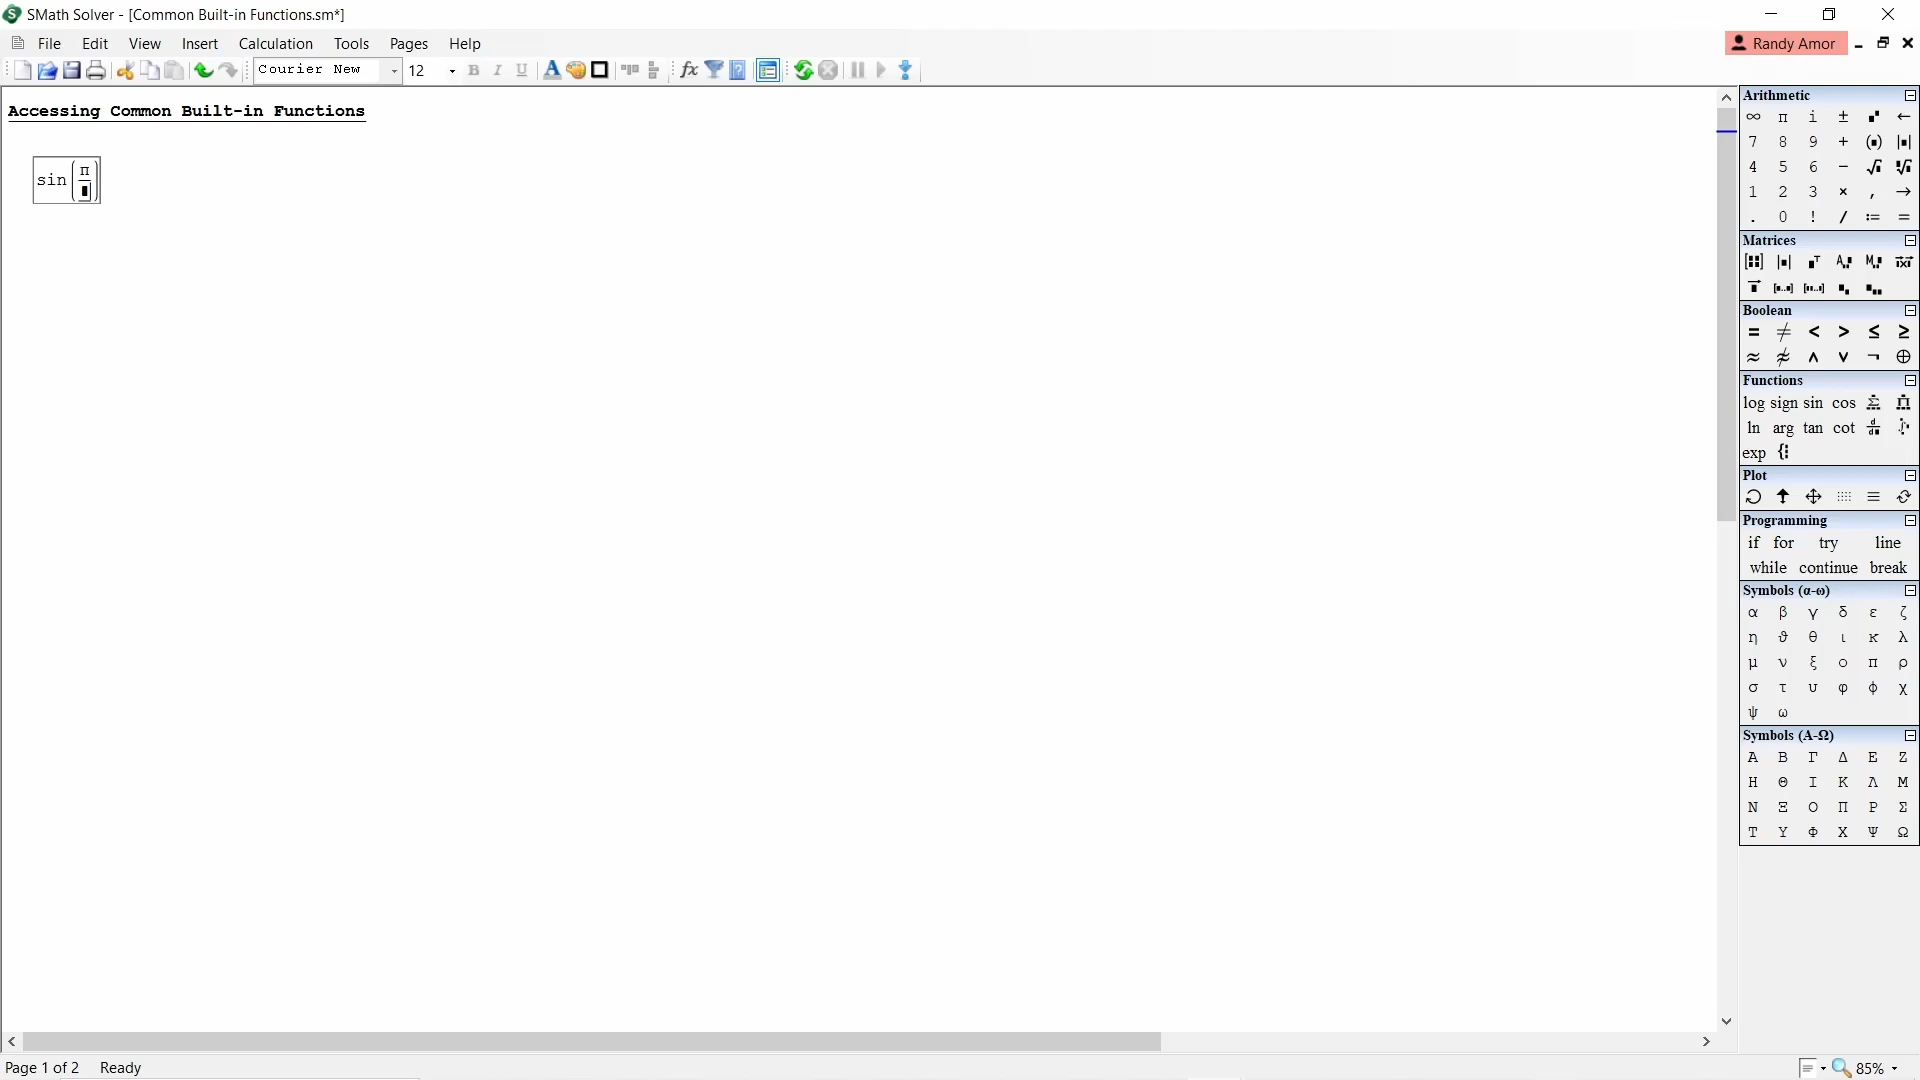 SMath Solver - [Common Built-in Functions.sm*]
File Edit View Insert Calculation Tools Pages Help
Randy Amor
Courier New 12 B I U A fx
Accessing Common Built-in Functions
sin(π/▮)
Arithmetic
∞ π i ± ▪˙ ←
7 8 9 + (▪) |▪|
4 5 6 − √▪ ∜▪
1 2 3 × , →
. 0 ! / := =
Matrices
Boolean
= ≠ < > ≤ ≥
≈ ≉ ∧ ∨ ¬ ⊕
Functions
log sign sin cos
ln arg tan cot
exp
Plot
Programming
if for try line
while continue break
Symbols (α-ω)
α β γ δ ε ζ
η ϑ θ ι κ λ
μ ν ξ ο π ρ
σ τ υ φ ϕ χ
ψ ω
Symbols (Α-Ω)
Α Β Γ Δ Ε Ζ
Η Θ Ι Κ Λ Μ
Ν Ξ Ο Π Ρ Σ
Τ Υ Φ Χ Ψ Ω
Page 1 of 2 Ready
85%